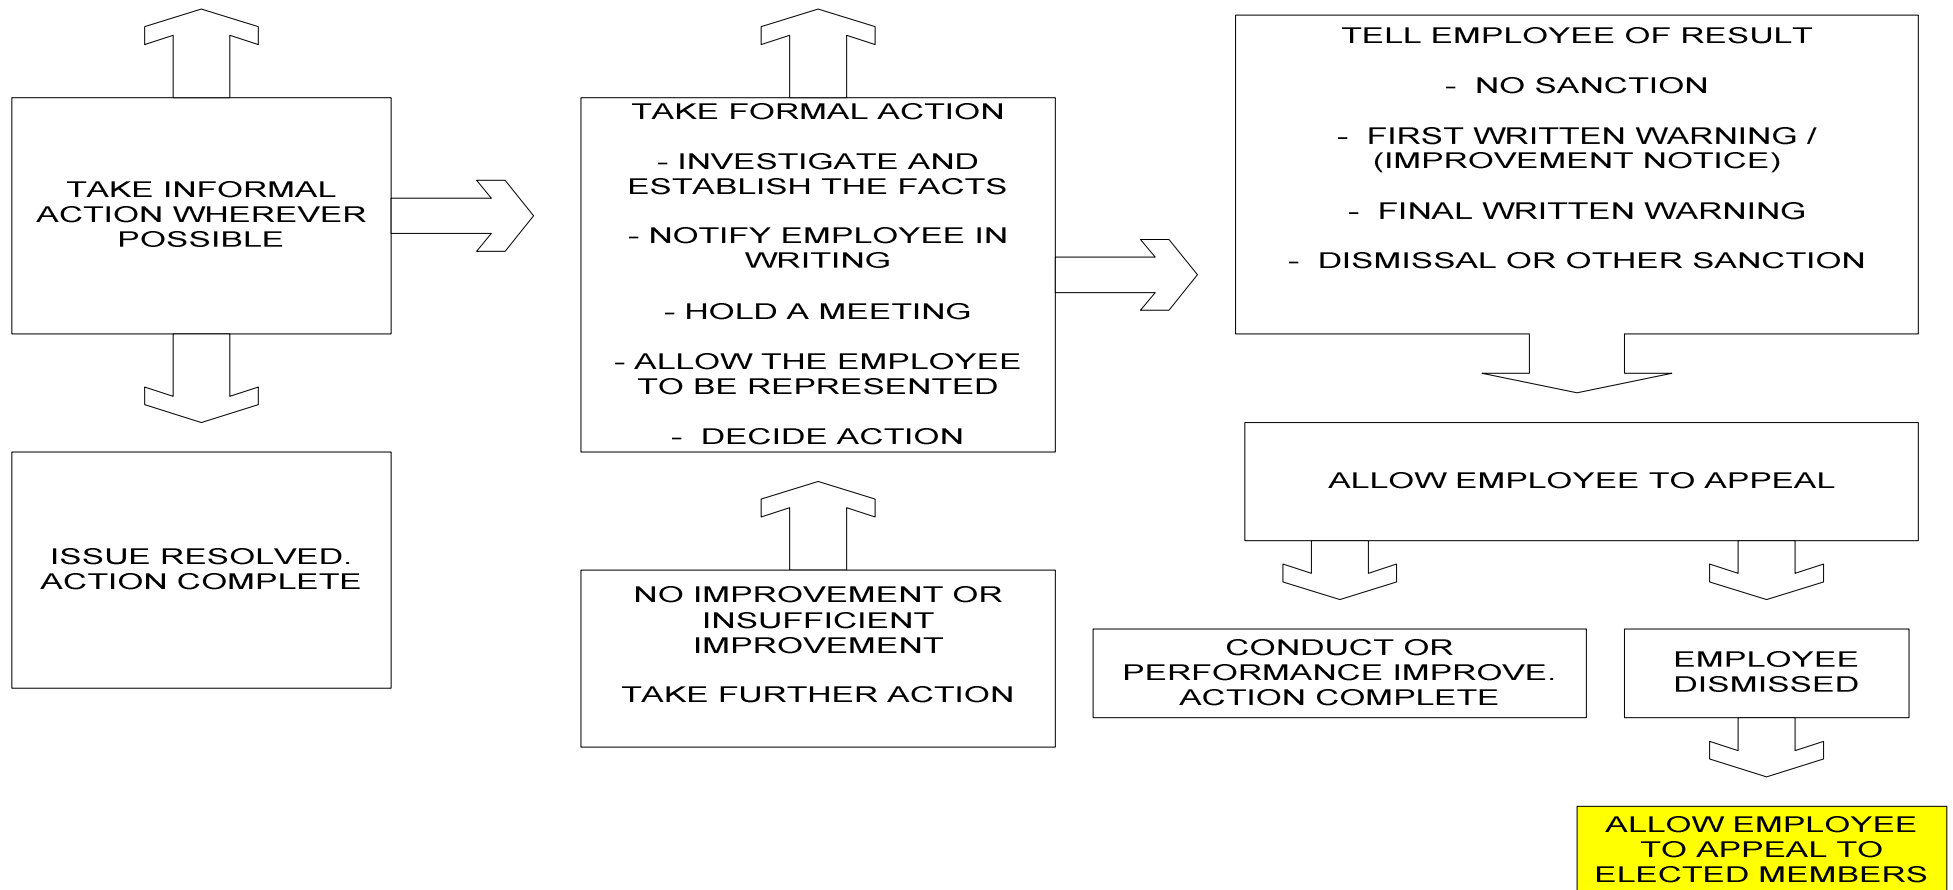 TAKE INFORMAL
ACTION WHEREVER
POSSIBLE
ISSUE RESOLVED.
ACTION COMPLETE
TAKE FORMAL ACTION
- INVESTIGATE AND
ESTABLISH THE FACTS
- NOTIFY EMPLOYEE IN
WRITING
- HOLD A MEETING
- ALLOW THE EMPLOYEE
TO BE REPRESENTED
- DECIDE ACTION
NO IMPROVEMENT OR
INSUFFICIENT
IMPROVEMENT
TAKE FURTHER ACTION
TELL EMPLOYEE OF RESULT
- NO SANCTION
- FIRST WRITTEN WARNING /
(IMPROVEMENT NOTICE)
- FINAL WRITTEN WARNING
- DISMISSAL OR OTHER SANCTION
ALLOW EMPLOYEE TO APPEAL
CONDUCT OR
PERFORMANCE IMPROVE.
ACTION COMPLETE
EMPLOYEE
DISMISSED
ALLOW EMPLOYEE
TO APPEAL TO
ELECTED MEMBERS